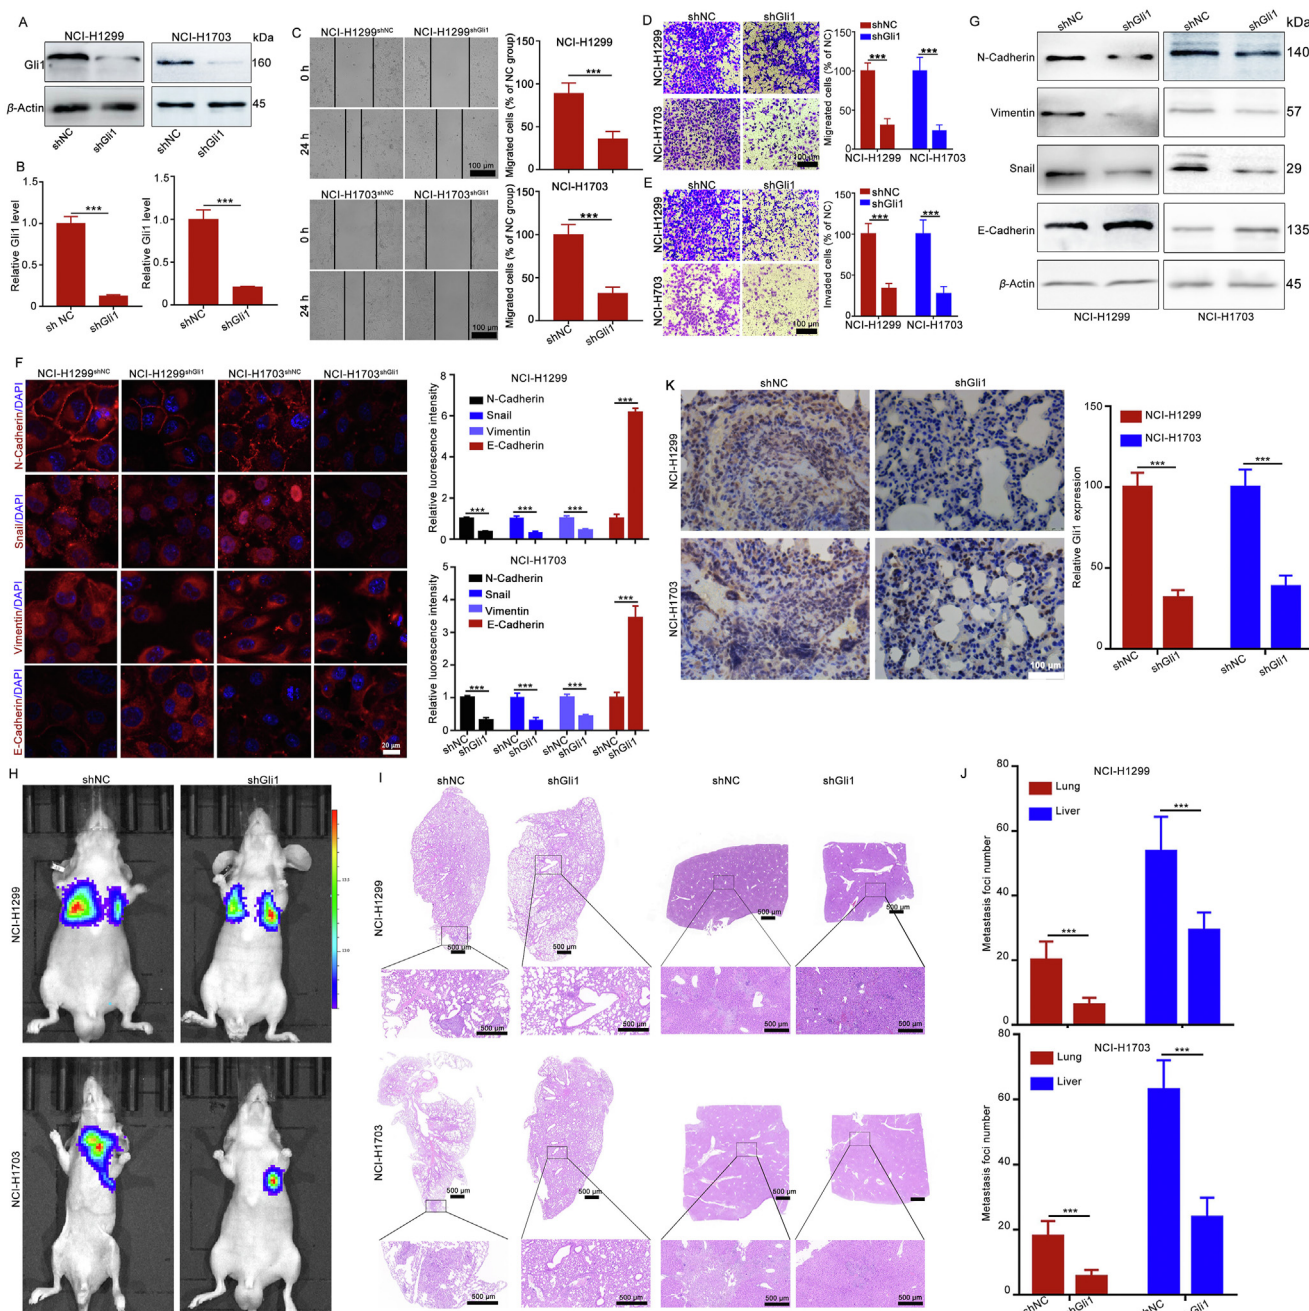 A
NCI-H1299 NCI-H1703 kDa
Gli1 160
β-Actin 45
shNC shGli1 shNC shGli1
B
Relative Gli1 level
1.5
1.0
0.5
0
***
sh NC shGli1
Relative Gli1 level
1.5
1.0
0.5
0
***
shNC shGli1
C
NCI-H1299shNC NCI-H1299shGli1
0 h
24 h
100 μm
NCI-H1703shNC NCI-H1703shGli1
0 h
24 h
100 μm
NCI-H1299
Migrated cells (% of NC group)
150
100
50
0
***
NCI-H1703
Migrated cells (% of NC group)
150
100
50
0
***
shNC shGli1
D
shNC shGli1
NCI-H1299
NCI-H1703
100 μm
shNC
shGli1
Migreated cells (% of NC)
150
100
50
0
*** ***
NCI-H1299 NCI-H1703
E
shNC shGli1
NCI-H1299
NCI-H703
100 μm
shNC
shGli1
Invaded cells (% of NC)
150
100
50
0
*** ***
NCI-H1299 NCI-H1703
G
shNC shGli1 shNC shGli1 kDa
N-Cadherin 140
Vimentin 57
Snail 29
E-Cadherin 135
β-Actin 45
NCI-H1299 NCI-H1703
F
NCI-H1299shNC NCI-H1299shGli1 NCI-H1703shNC NCI-H1703shGli1
N-Cadherin/DAPI
Snail/DAPI
Vimentin/DAPI
E-Cadherin/DAPI
20 μm
NCI-H1299
N-Cadherin
Snail
Vimentin
E-Cadherin
Relative luorescence intensity
8
6
4
2
0
*** *** *** ***
NCI-H1703
N-Cadherin
Snail
Vimentin
E-Cadherin
Relative luorescence intensity
5
4
3
2
1
0
*** *** *** ***
shNC shGli1 shNC shGli1 shNC shGli1 shNC shGli1
K
shNC shGli1
NCI-H1299
NCI-H1703
100 μm
NCI-H1299
NCI-H1703
Relative Gli1 expression
150
100
50
0
*** ***
shNC shGli1 shNC shGli1
H
shNC shGli1
NCI-H1299
NCI-H1703
I
shNC shGli1 shNC shGli1
NCI-H1299
500 μm 500 μm 500 μm 500 μm
500 μm 500 μm 500 μm 500 μm
NCI-H1703
500 μm 500 μm 500 μm
500 μm 500 μm 500 μm 500 μm
J
NCI-H1299
Lung
Liver
Metastasis foci number
80
60
40
20
0
*** ***
NCI-H1703
Lung
Liver
Metastasis foci number
80
60
40
20
0
*** ***
shNC shGli1 shNC shGli1